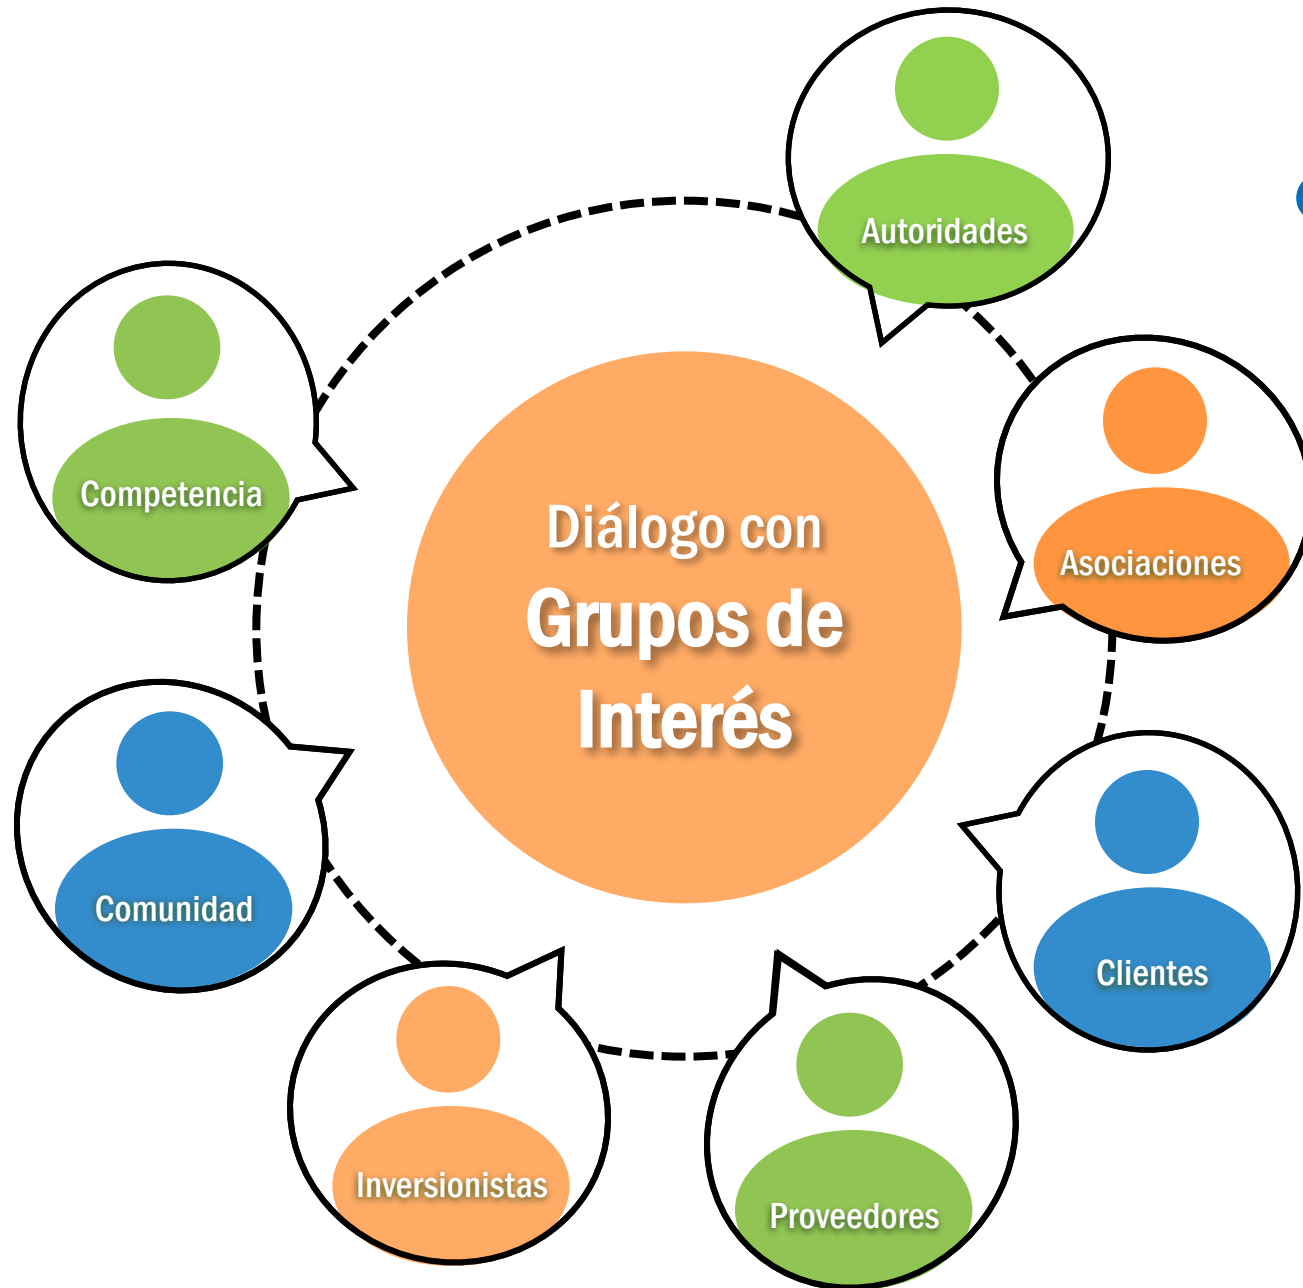 Autoridades
Competencia
Asociaciones
Diálogo con
Grupos de
Interés
Comunidad
Clientes
Inversionistas
Proveedores